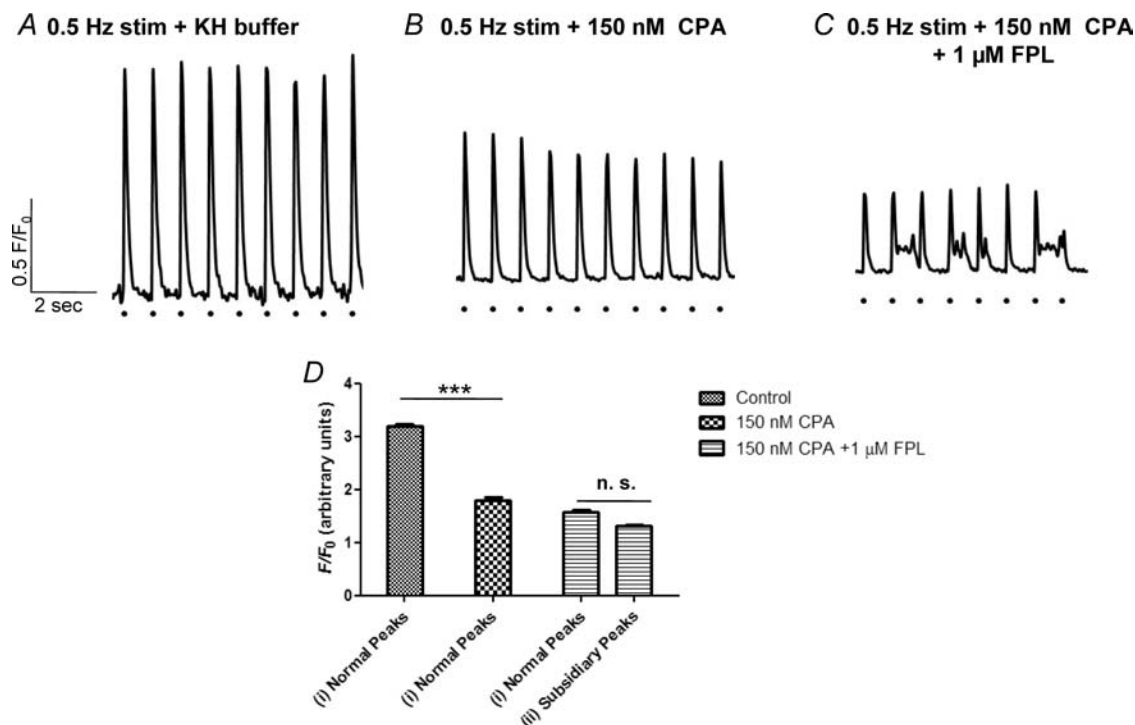 A 0.5 Hz stim + KH buffer
B 0.5 Hz stim + 150 nM CPA
C 0.5 Hz stim + 150 nM CPA
+ 1 µM FPL
0.5 F/F0
2 sec
D
F/F0 (arbitrary units)
4
3
2
1
0
***
n. s.
(i) Normal Peaks
(i) Normal Peaks
(i) Normal Peaks
(ii) Subsidiary Peaks
Control
150 nM CPA
150 nM CPA +1 µM FPL